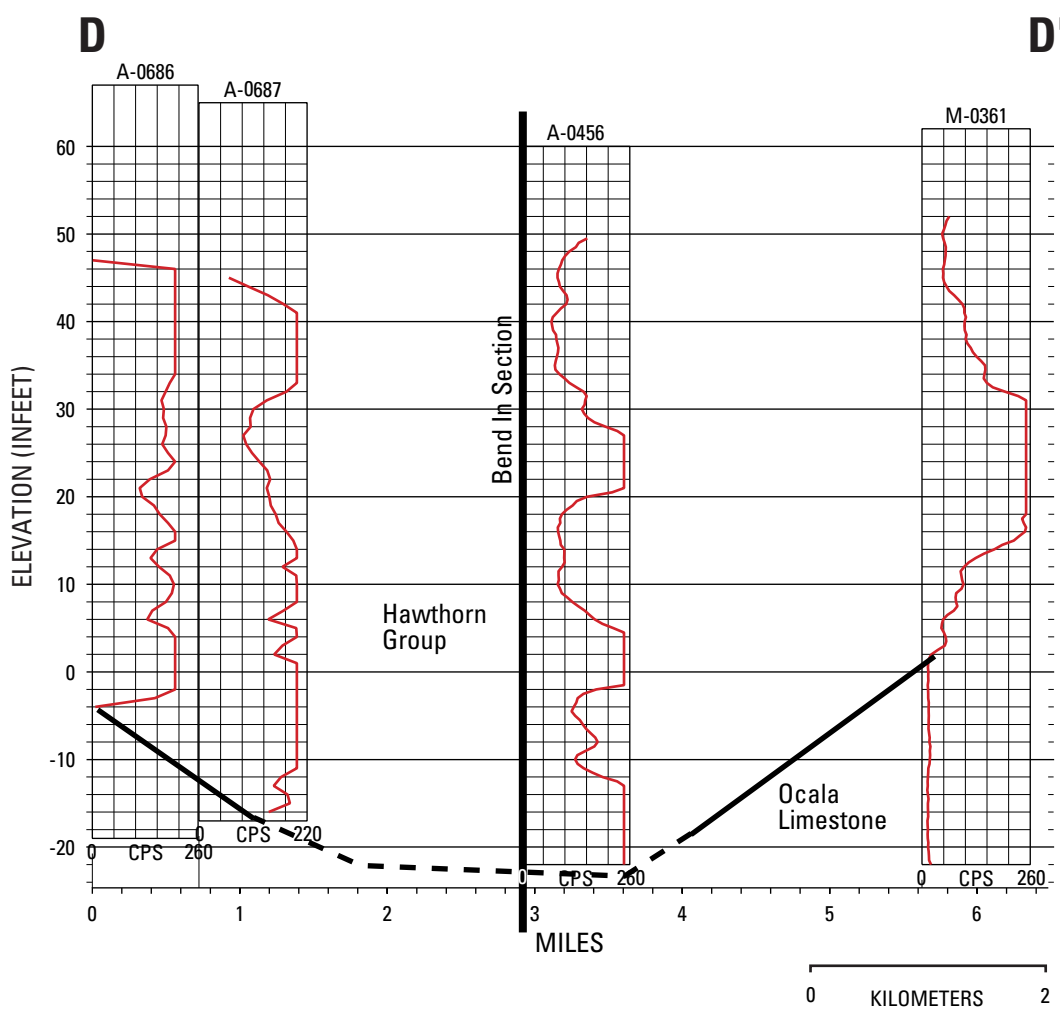 D
D'
A-0686
A-0687
A-0456
M-0361
60
50
40
30
20
10
0
-10
-20
ELEVATION (INFEET)
Bend In Section
Hawthorn
Group
Ocala
Limestone
0 CPS 220
0 CPS 260
0 CPS 260
0 CPS 260
0 1 2 3 4 5 6
MILES
0 KILOMETERS 2